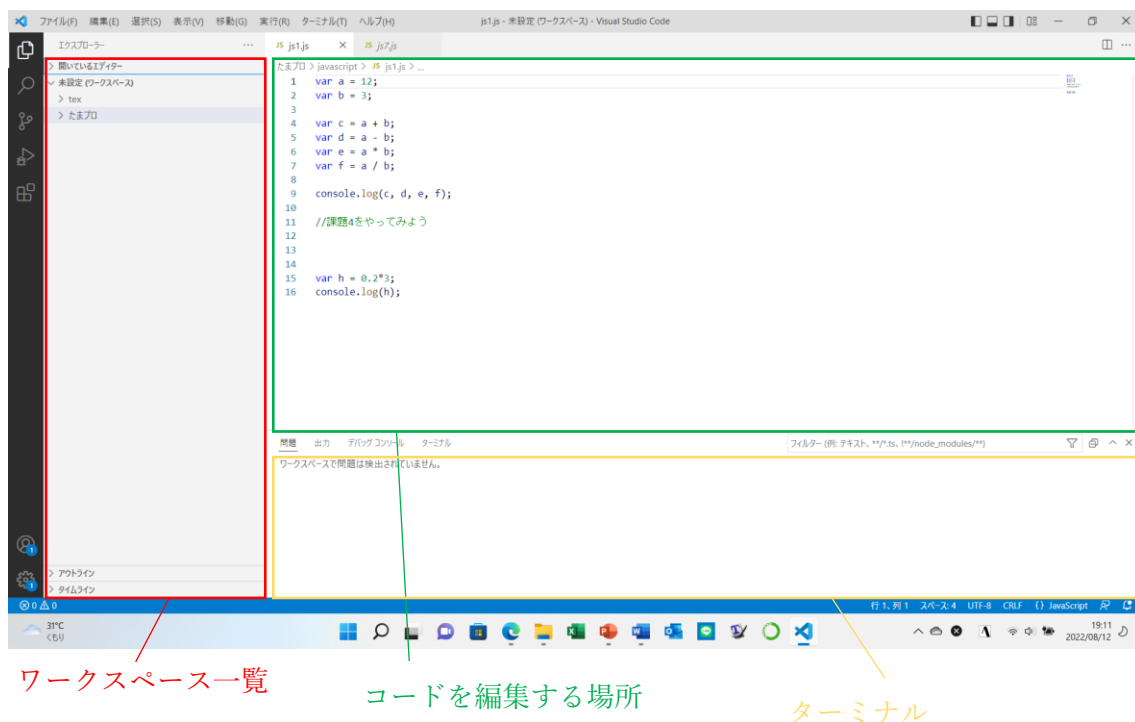 ファイル(F) 編集(E) 選択(S) 表示(V) 移動(G) 実行(R) ターミナル(T) ヘルプ(H) js1.js - 未設定 (ワークスペース) - Visual Studio Code
エクスプローラー ··· JS js1.js × JS js7.js ···
> 開いているエディター
未設定 (ワークスペース)
> tex
> たまプロ
たまプロ > javascript > JS js1.js > ...
1 var a = 12;
2 var b = 3;
3
4 var c = a + b;
5 var d = a - b;
6 var e = a * b;
7 var f = a / b;
8
9 console.log(c, d, e, f);
10
11 //課題4をやってみよう
12
13
14
15 var h = 0.2*3;
16 console.log(h);
問題 出力 デバッグ コンソール ターミナル フィルター (例: テキスト、**/*.ts、!**/node_modules/**)
ワークスペースで問題は検出されていません。
> アウトライン
> タイムライン
0 0 行 1、列 1 スペース: 4 UTF-8 CRLF {} JavaScript
31°C
くもり
19:11
2022/08/12
ワークスペース一覧
コードを編集する場所
ターミナル